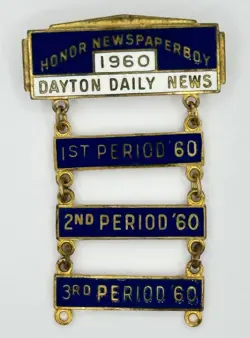 HONOR NEWSPAPERBOY
1960
DAYTON DAILY NEWS
1ST PERIOD '60
2ND PERIOD '60
3RD PERIOD '60